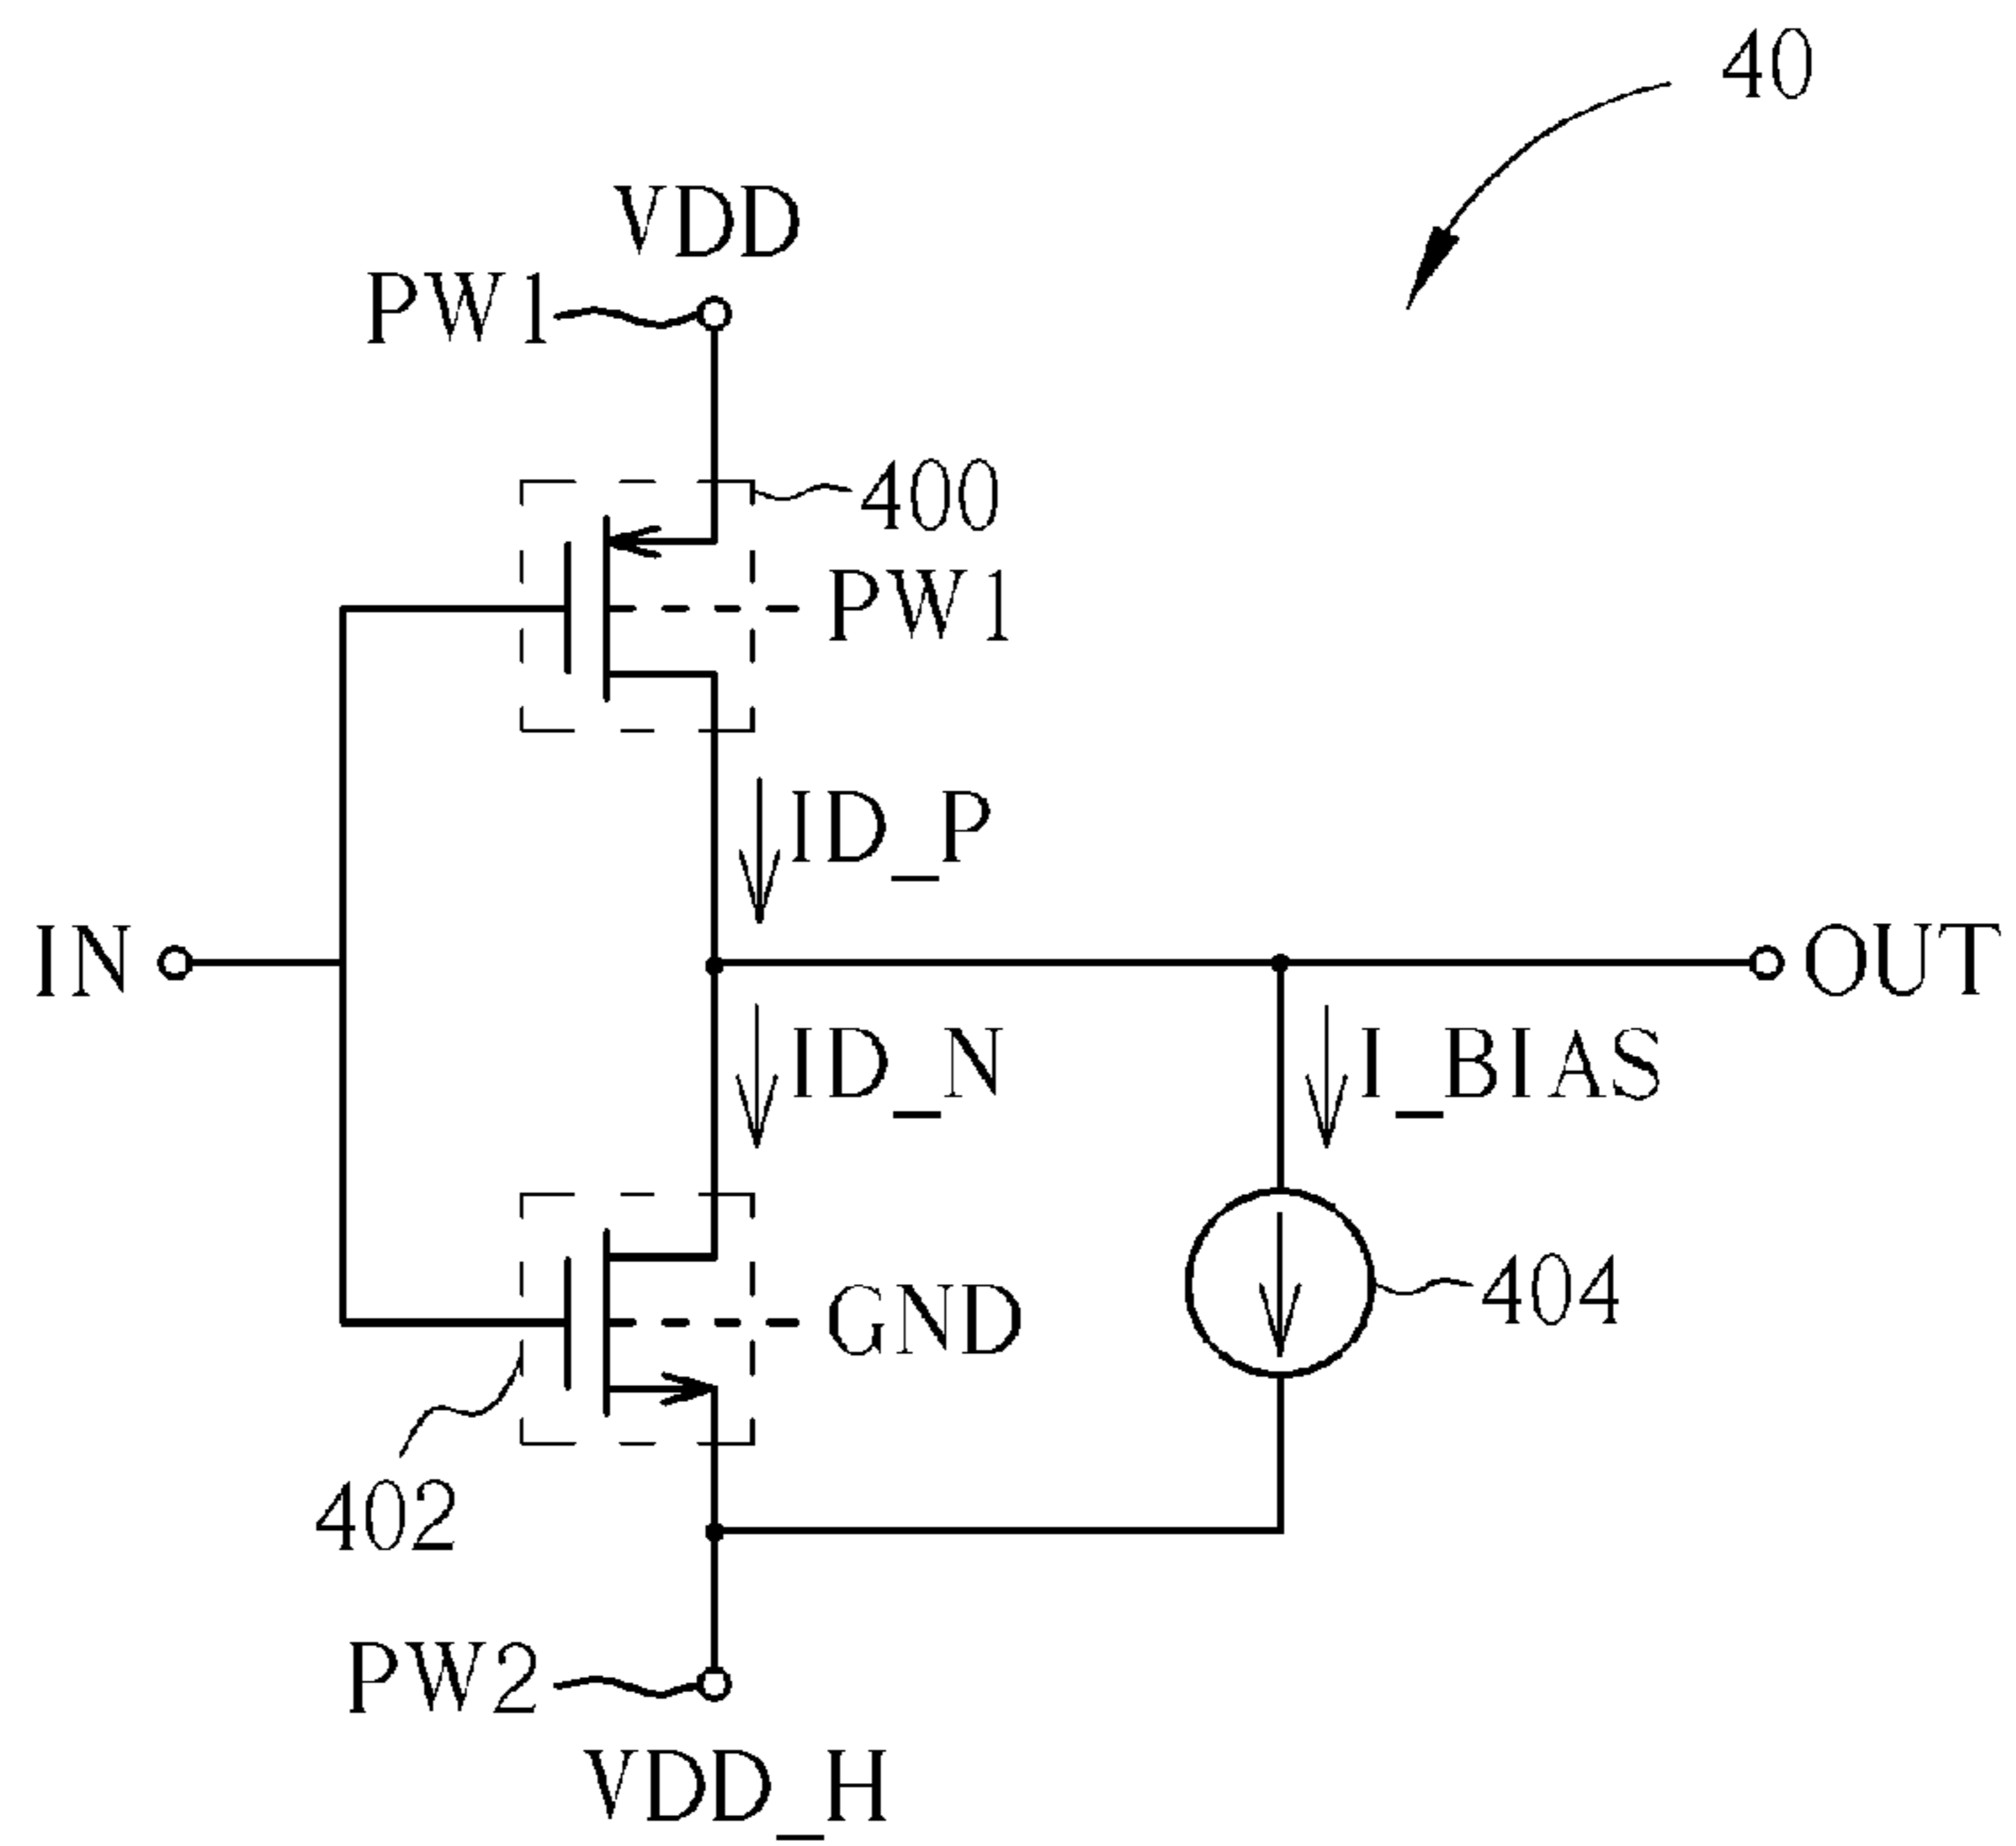 40
VDD
PW1
400
PW1
ID_P
IN
OUT
ID_N
I_BIAS
GND
404
402
PW2
VDD_H